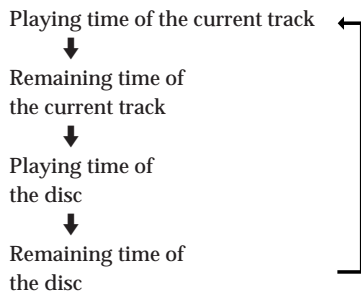 Playing time of the current track
Remaining time of
the current track
Playing time of
the disc
Remaining time of
the disc